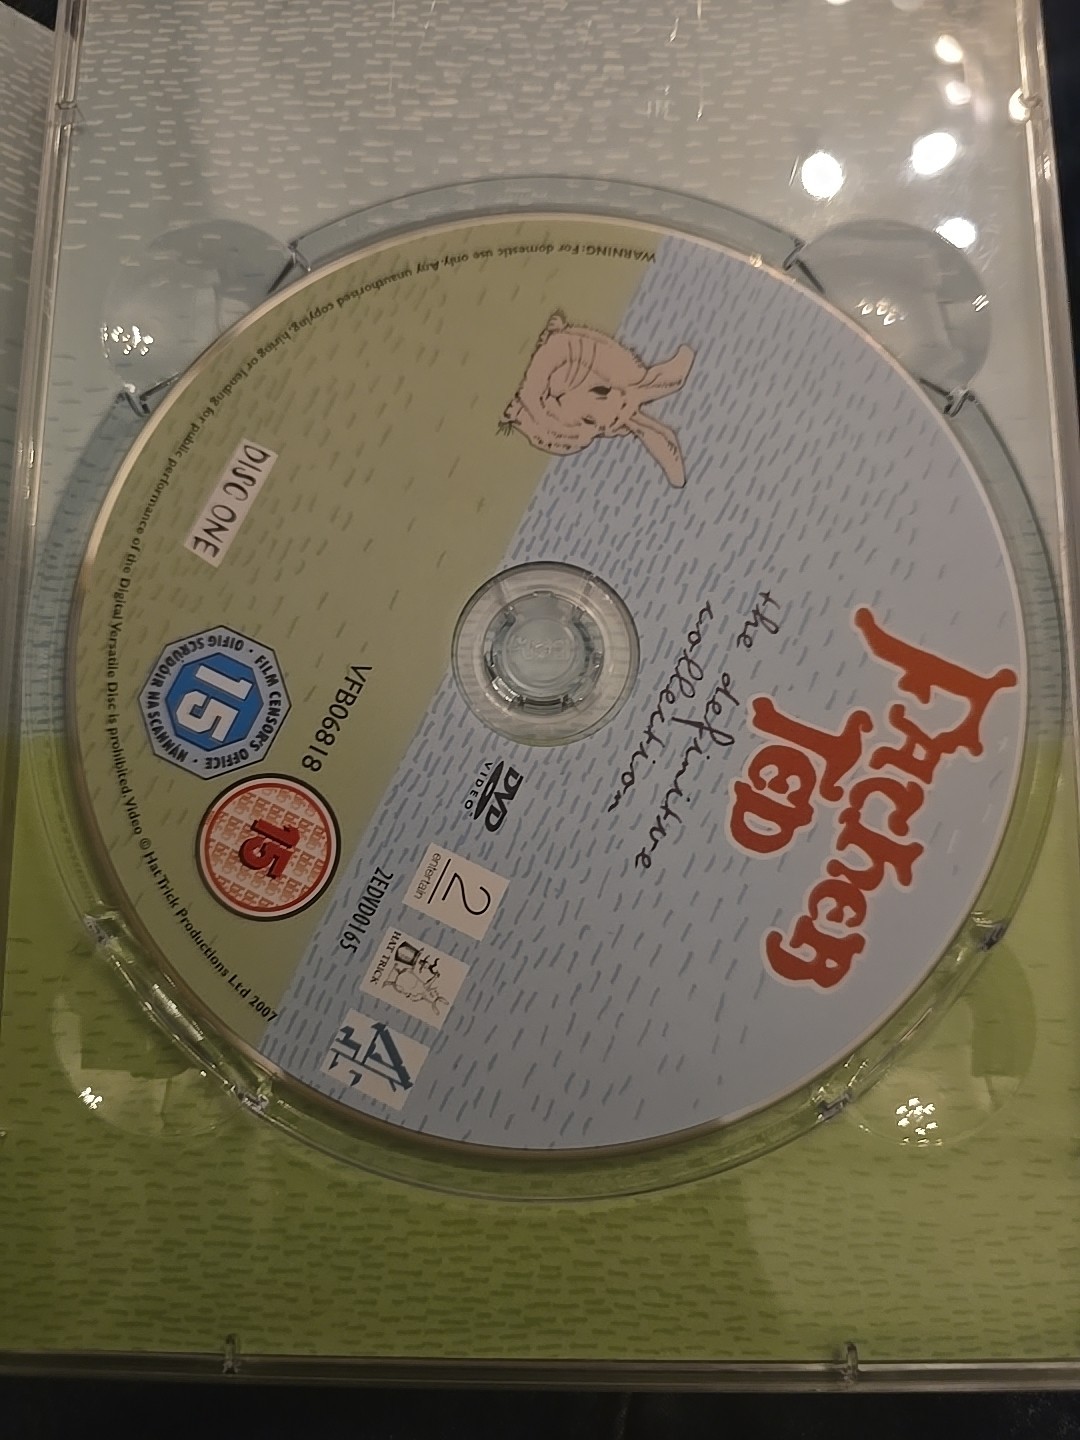 FATHER
TED
the definitive
collection
DVD
VIDEO
2
entertain
HAT TRICK
4
2EDVD0165
VFB06818
15
15
OIFIG SCRÚDÓIR NA SCANNÁN · FILM CENSOR'S OFFICE ·
DISC ONE
WARNING: For domestic use only. Any unauthorised copying, hiring or lending for public performance of the Digital Versatile Disc is prohibited. Video © Hat Trick Productions Ltd 2007